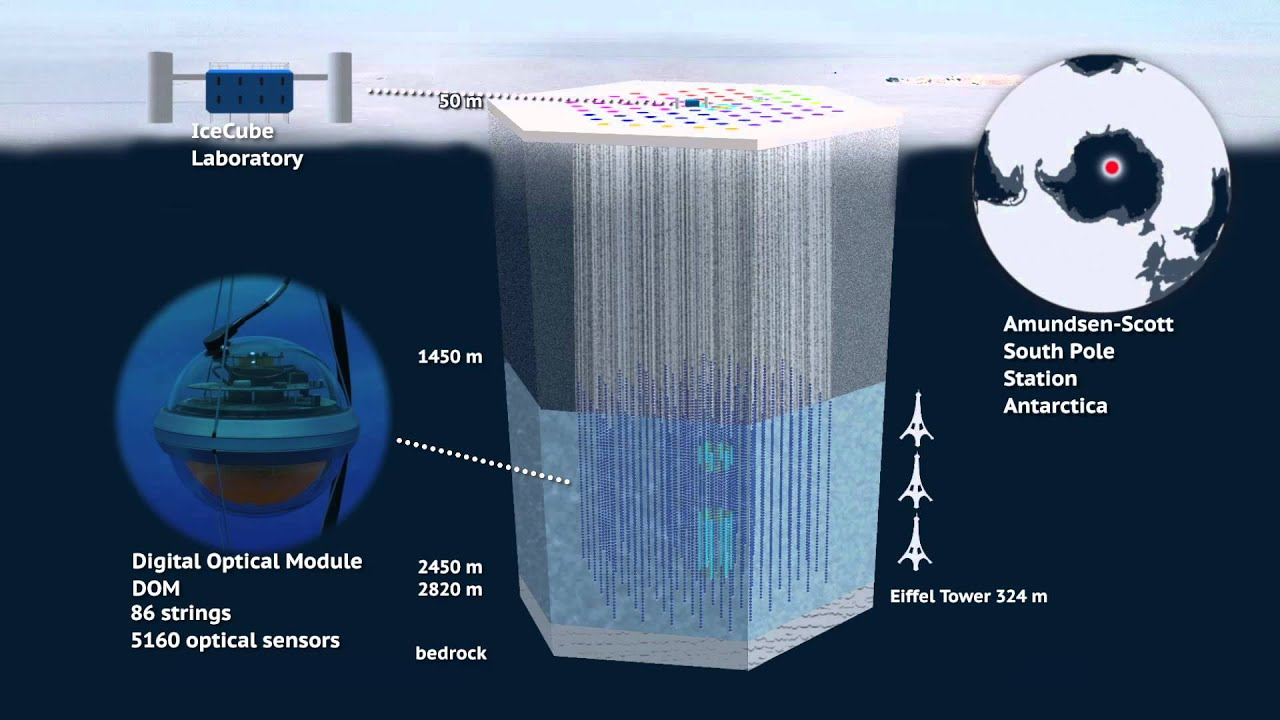 50 m
IceCube
Laboratory
Amundsen-Scott
South Pole
Station
Antarctica
1450 m
Digital Optical Module
DOM
86 strings
5160 optical sensors
2450 m
2820 m
bedrock
Eiffel Tower 324 m